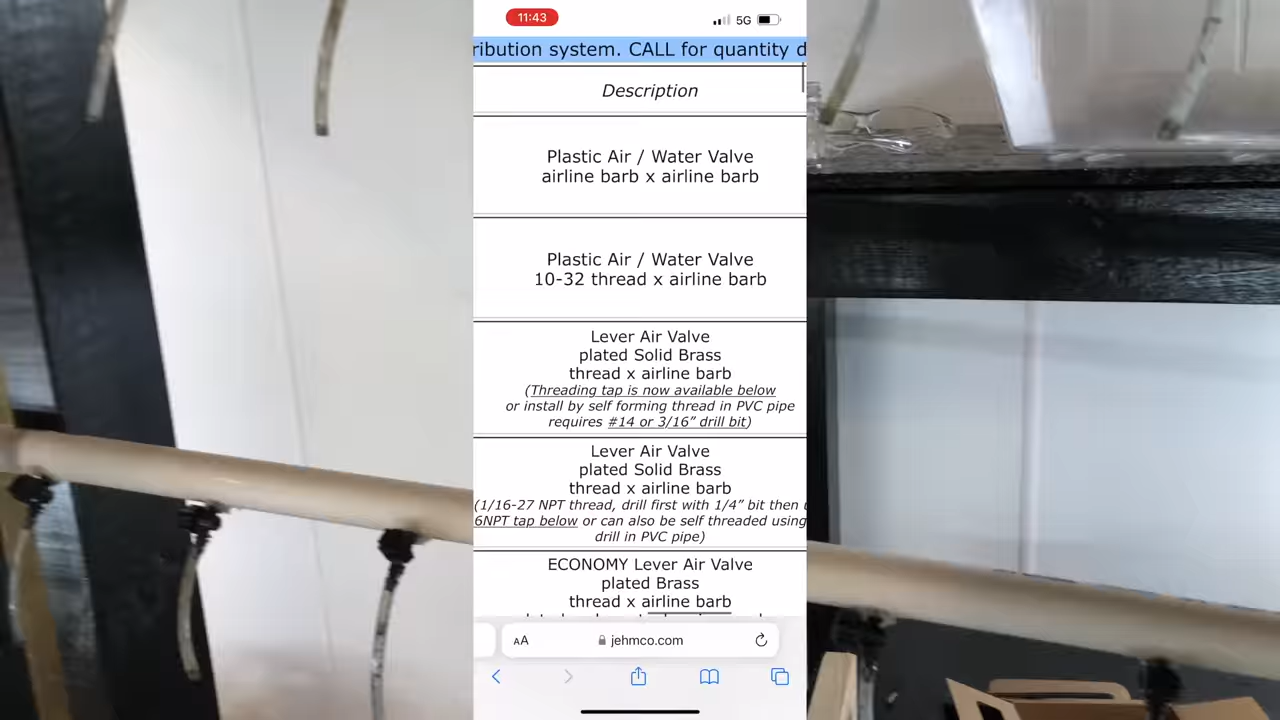 11:43
5G
ribution system. CALL for quantity d
Description
Plastic Air / Water Valve
airline barb x airline barb
Plastic Air / Water Valve
10-32 thread x airline barb
Lever Air Valve
plated Solid Brass
thread x airline barb
(Threading tap is now available below
or install by self forming thread in PVC pipe
requires #14 or 3/16” drill bit)
Lever Air Valve
plated Solid Brass
thread x airline barb
(1/16-27 NPT thread, drill first with 1/4” bit then
6NPT tap below or can also be self threaded using
drill in PVC pipe)
ECONOMY Lever Air Valve
plated Brass
thread x airline barb
AA
jehmco.com